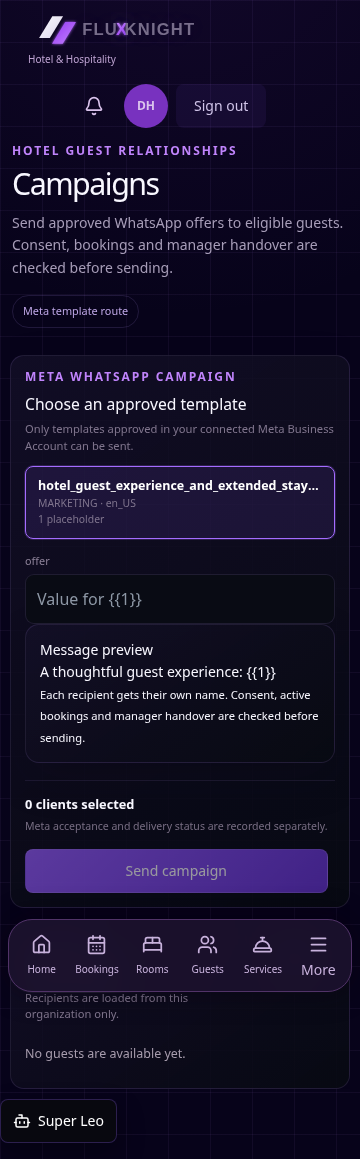 FLUXKNIGHT
Hotel & Hospitality
DH
Sign out
HOTEL GUEST RELATIONSHIPS
Campaigns
Send approved WhatsApp offers to eligible guests.
Consent, bookings and manager handover are
checked before sending.
Meta template route
META WHATSAPP CAMPAIGN
Choose an approved template
Only templates approved in your connected Meta Business
Account can be sent.
hotel_guest_experience_and_extended_stay...
MARKETING · en_US
1 placeholder
offer
Value for {{1}}
Message preview
A thoughtful guest experience: {{1}}
Each recipient gets their own name. Consent, active
bookings and manager handover are checked before
sending.
0 clients selected
Meta acceptance and delivery status are recorded separately.
Send campaign
Home
Bookings
Rooms
Guests
Services
More
Recipients are loaded from this
organization only.
No guests are available yet.
Super Leo